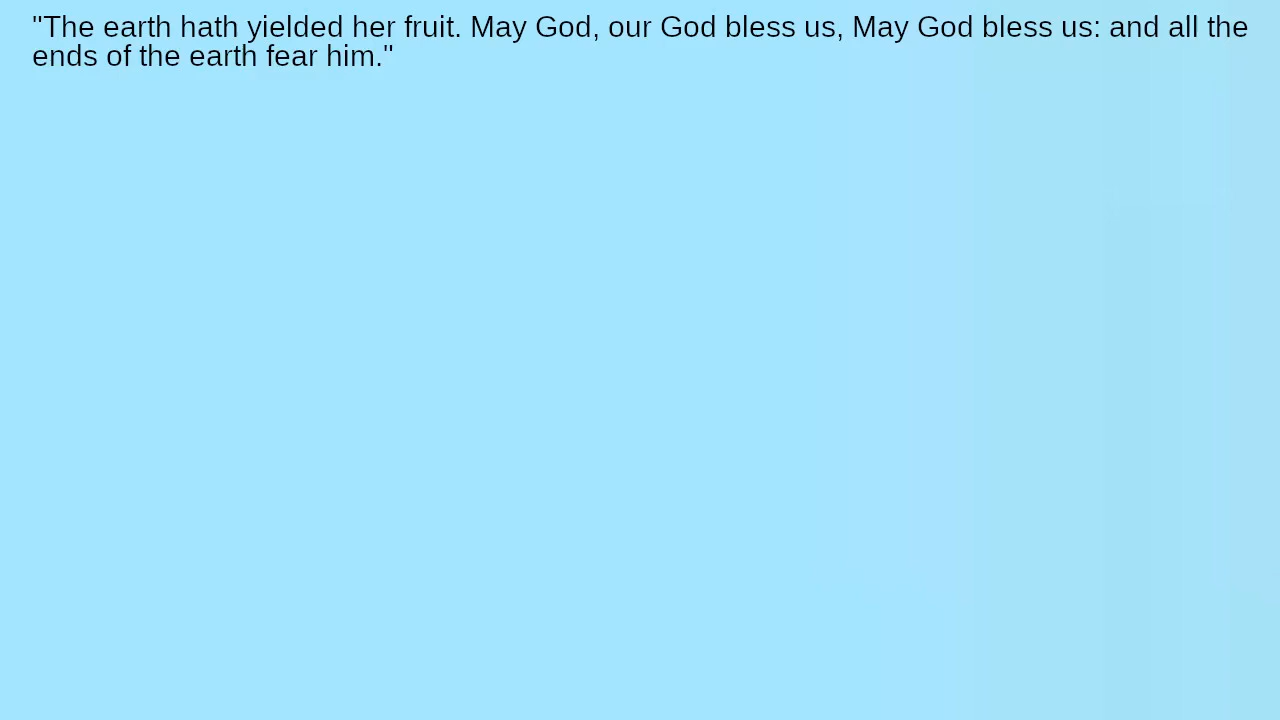 "The earth hath yielded her fruit. May God, our God bless us, May God bless us: and all the
ends of the earth fear him."